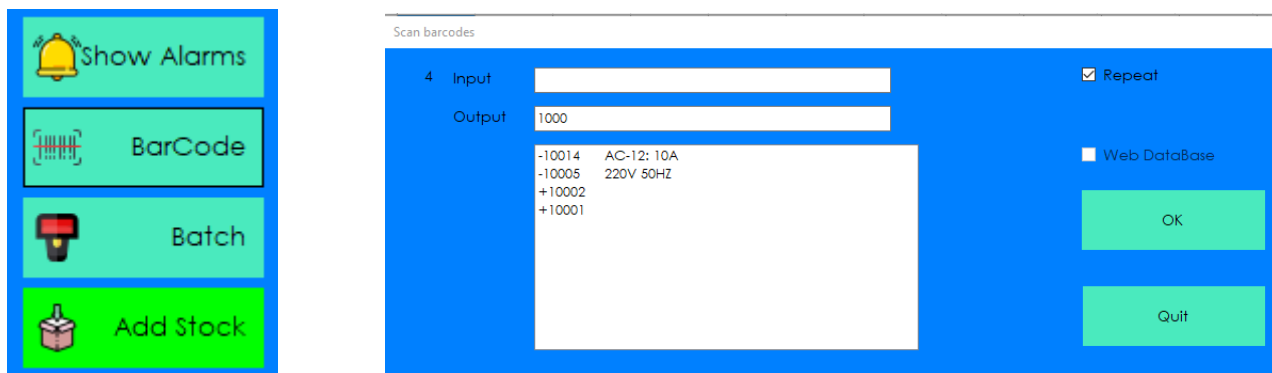 Show Alarms
BarCode
Batch
Add Stock
Scan barcodes
4 Input
Repeat
Output 1000
-10014 AC-12: 10A
Web DataBase
-10005 220V 50HZ
+10002
+10001
OK
Quit